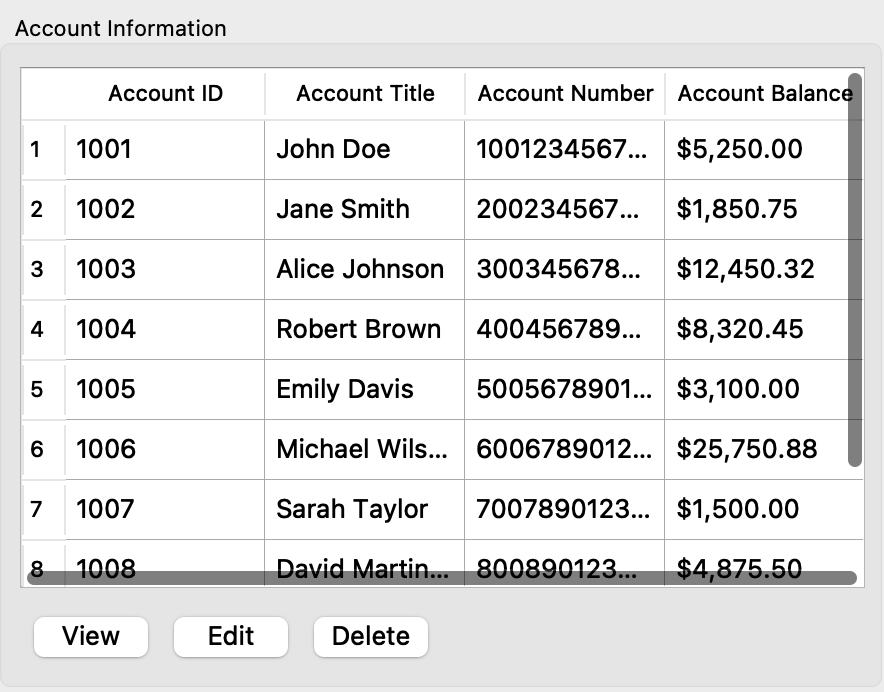 Account Information
Account ID Account Title Account Number Account Balance
1 1001 John Doe 1001234567... $5,250.00
2 1002 Jane Smith 200234567... $1,850.75
3 1003 Alice Johnson 300345678... $12,450.32
4 1004 Robert Brown 400456789... $8,320.45
5 1005 Emily Davis 5005678901... $3,100.00
6 1006 Michael Wils... 6006789012... $25,750.88
7 1007 Sarah Taylor 7007890123... $1,500.00
8 1008 David Martin... 800890123... $4,875.50
View Edit Delete